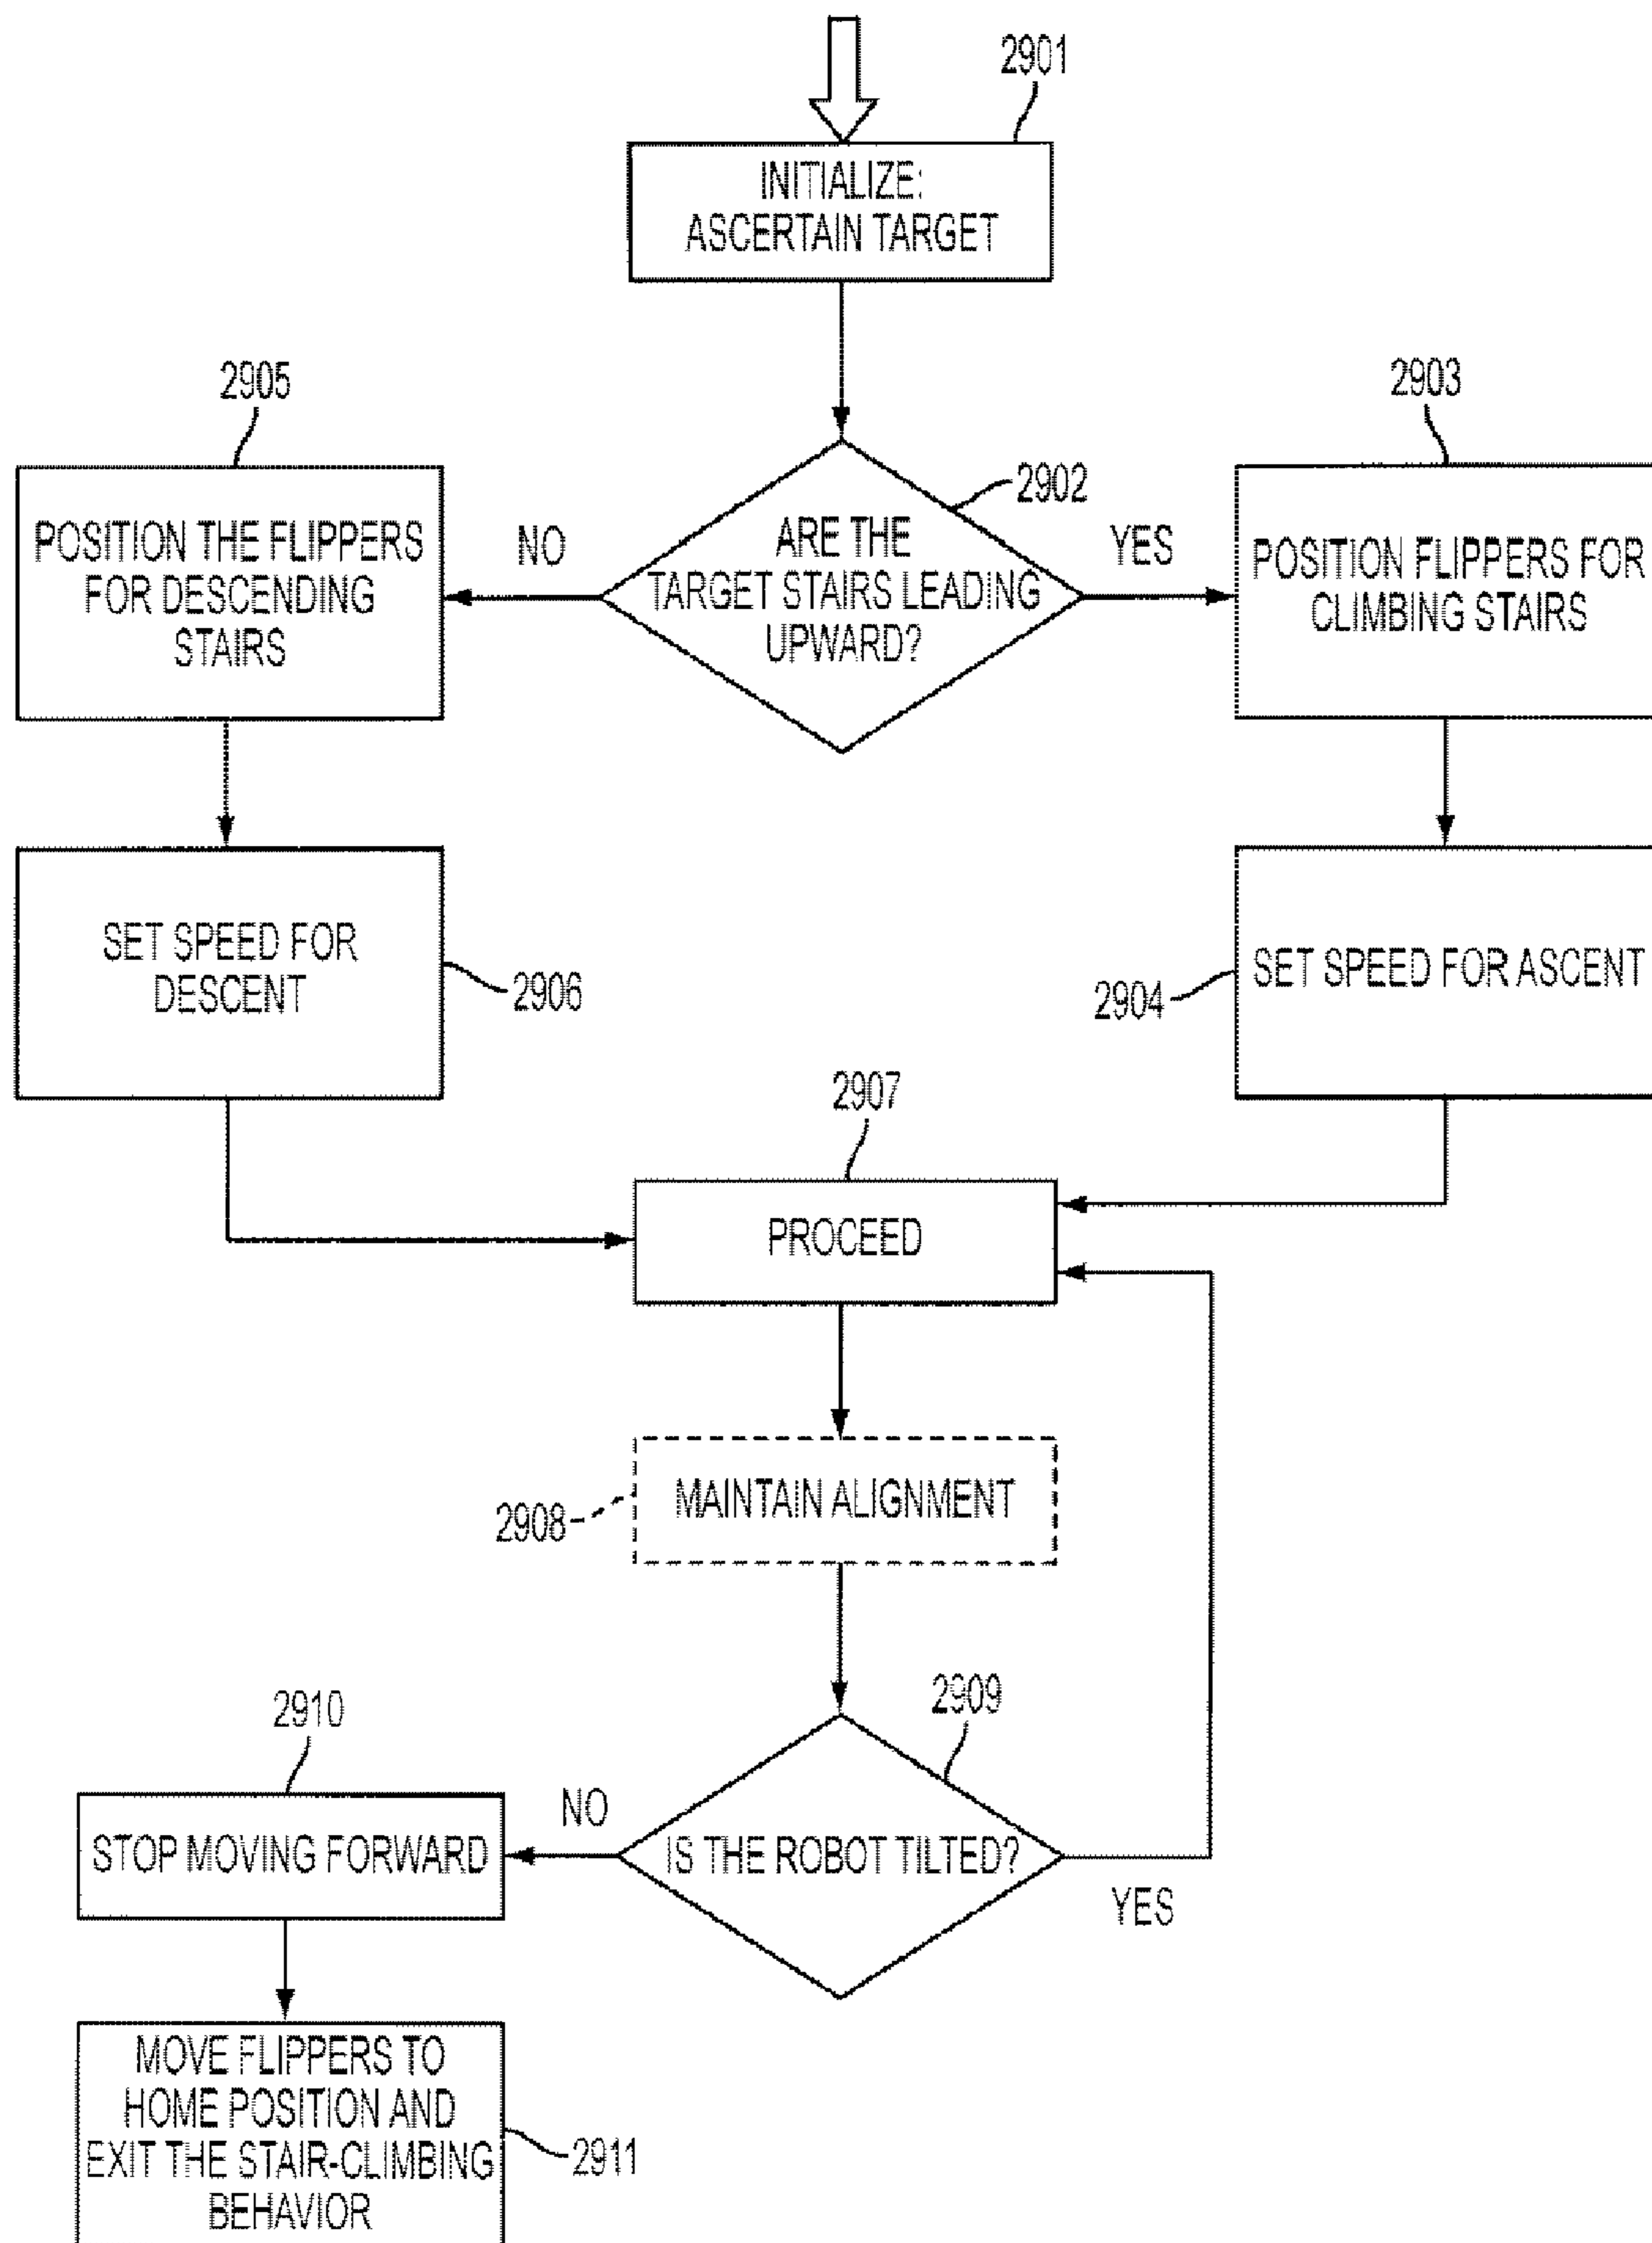 2901
INITIALIZE:
ASCERTAIN TARGET
2905
2903
2902
POSITION THE FLIPPERS
FOR DESCENDING
STAIRS
NO
ARE THE
TARGET STAIRS LEADING
UPWARD?
YES
POSITION FLIPPERS FOR
CLIMBING STAIRS
SET SPEED FOR
DESCENT
2906
2904
SET SPEED FOR ASCENT
2907
PROCEED
2908
MAINTAIN ALIGNMENT
2909
2910
STOP MOVING FORWARD
NO
IS THE ROBOT TILTED?
YES
MOVE FLIPPERS TO
HOME POSITION AND
EXIT THE STAIR-CLIMBING
BEHAVIOR
2911